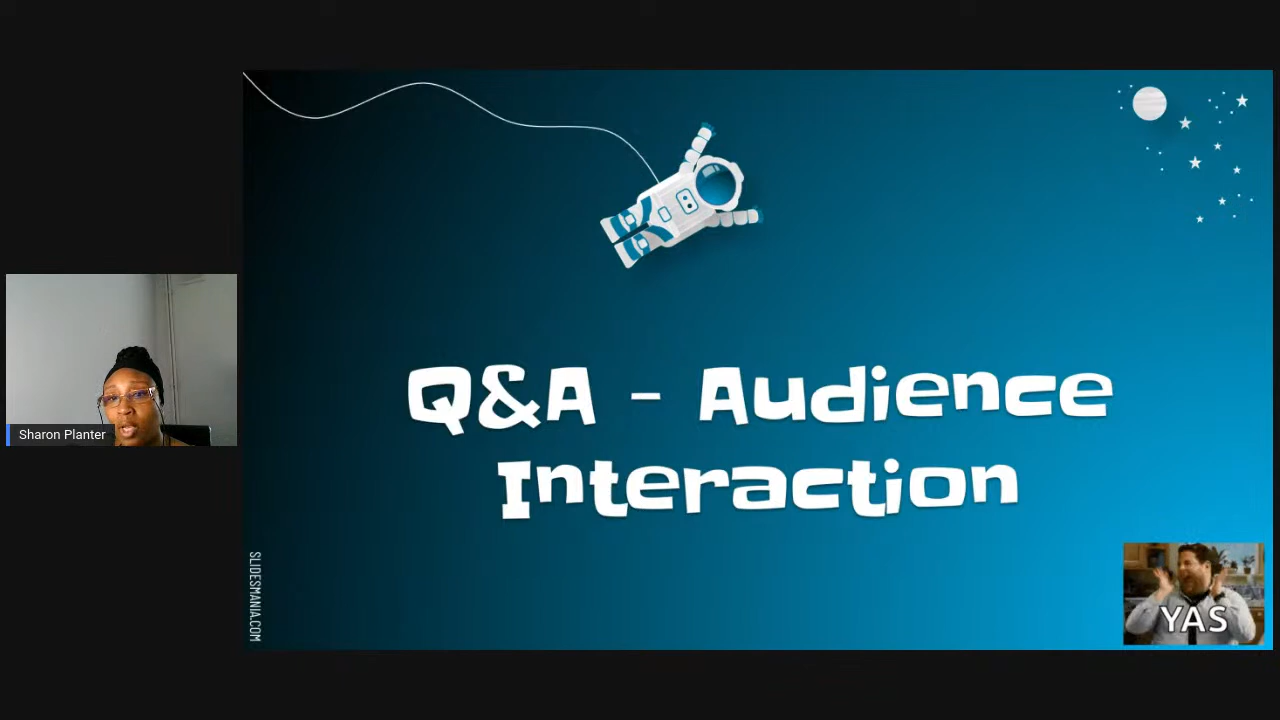 Q&A - Audience
Interaction
Sharon Planter
SLIDESMANIA.COM
YAS